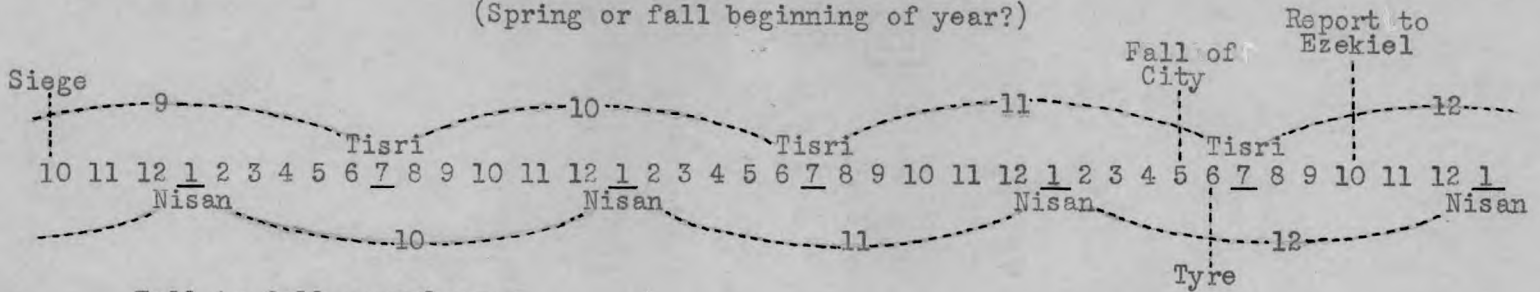 (Spring or fall beginning of year?)
Report to
Ezekiel
Fall of
City
Siege
9 10 11 12
Tisri Tisri Tisri
10 11 12 1 2 3 4 5 6 7 8 9 10 11 12 1 2 3 4 5 6 7 8 9 10 11 12 1 2 3 4 5 6 7 8 9 10 11 12 1
Nisan Nisan Nisan Nisan
10 11 12
Tyre